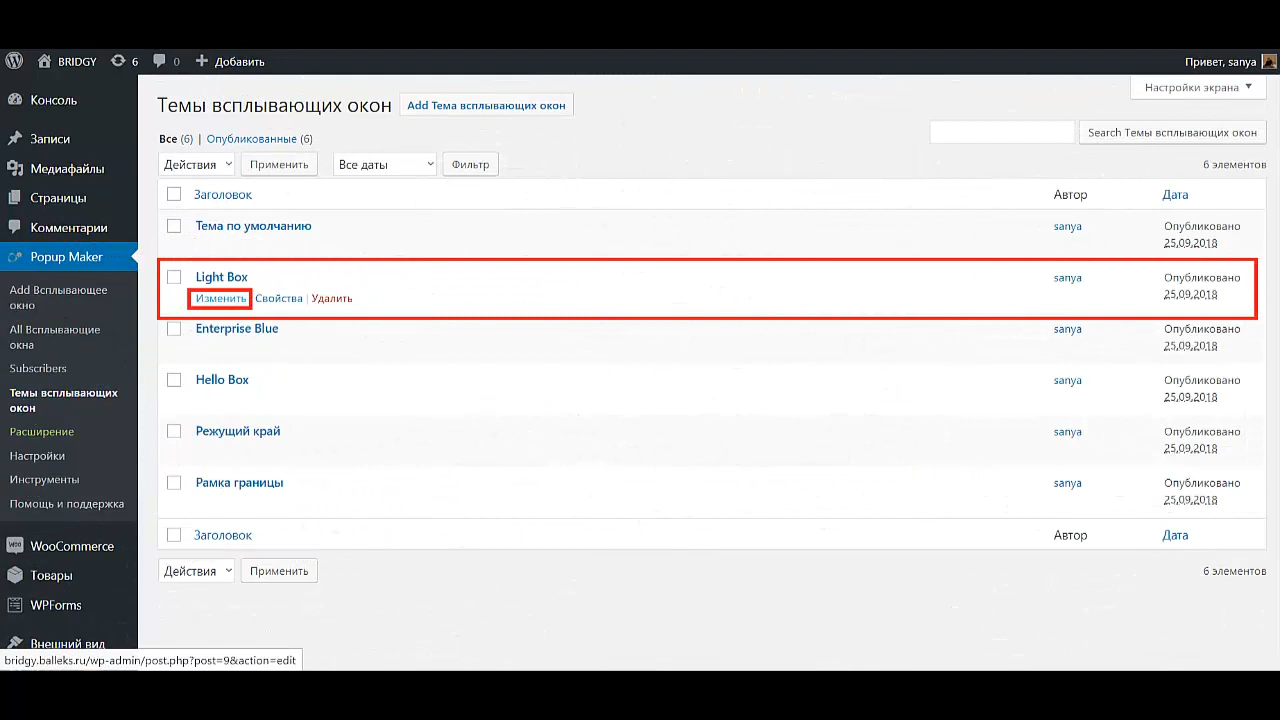 BRIDGY 6 0 Добавить Привет, sanya
Консоль
Записи
Медиафайлы
Страницы
Комментарии
Popup Maker
Add Всплывающее
окно
All Всплывающие
окна
Subscribers
Темы всплывающих
окон
Расширение
Настройки
Инструменты
Помощь и поддержка
WooCommerce
Товары
WPForms
Внешний вид
Настройки экрана
Темы всплывающих окон Add Тема всплывающих окон
Все (6) | Опубликованные (6)
Search Темы всплывающих окон
Действия Применить Все даты Фильтр 6 элементов
Заголовок Автор Дата
Тема по умолчанию sanya Опубликовано
25.09.2018
Light Box sanya Опубликовано
Изменить | Свойства | Удалить 25.09.2018
Enterprise Blue sanya Опубликовано
25.09.2018
Hello Box sanya Опубликовано
25.09.2018
Режущий край sanya Опубликовано
25.09.2018
Рамка границы sanya Опубликовано
25.09.2018
Заголовок Автор Дата
Действия Применить 6 элементов
bridgy.balleks.ru/wp-admin/post.php?post=9&action=edit